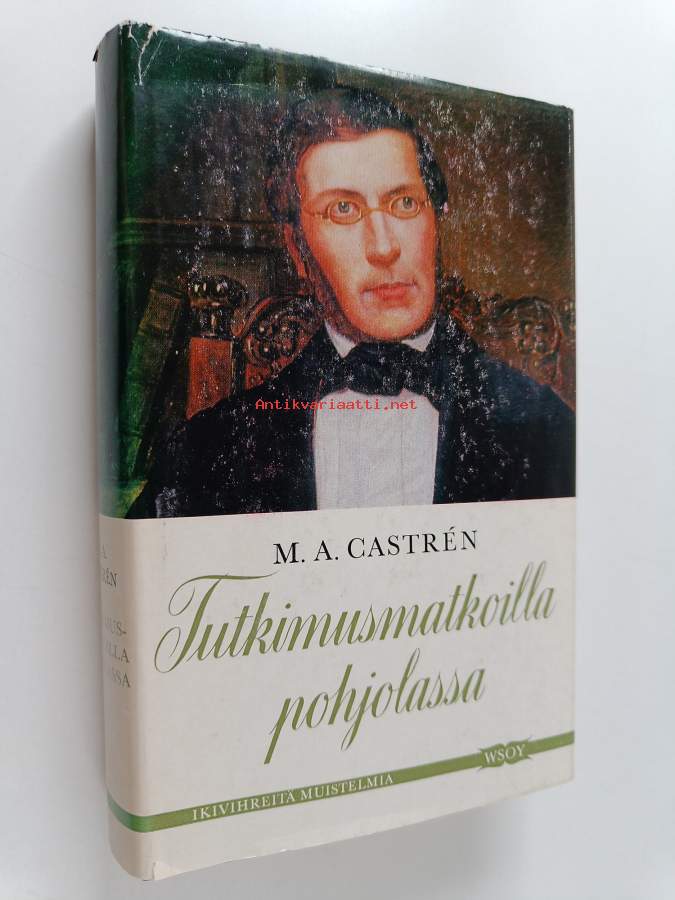 Antikvariaatti.net
M. A. CASTRÉN
Tutkimusmatkoilla
pohjolassa
IKIVIHREITÄ MUISTELMIA
WSOY